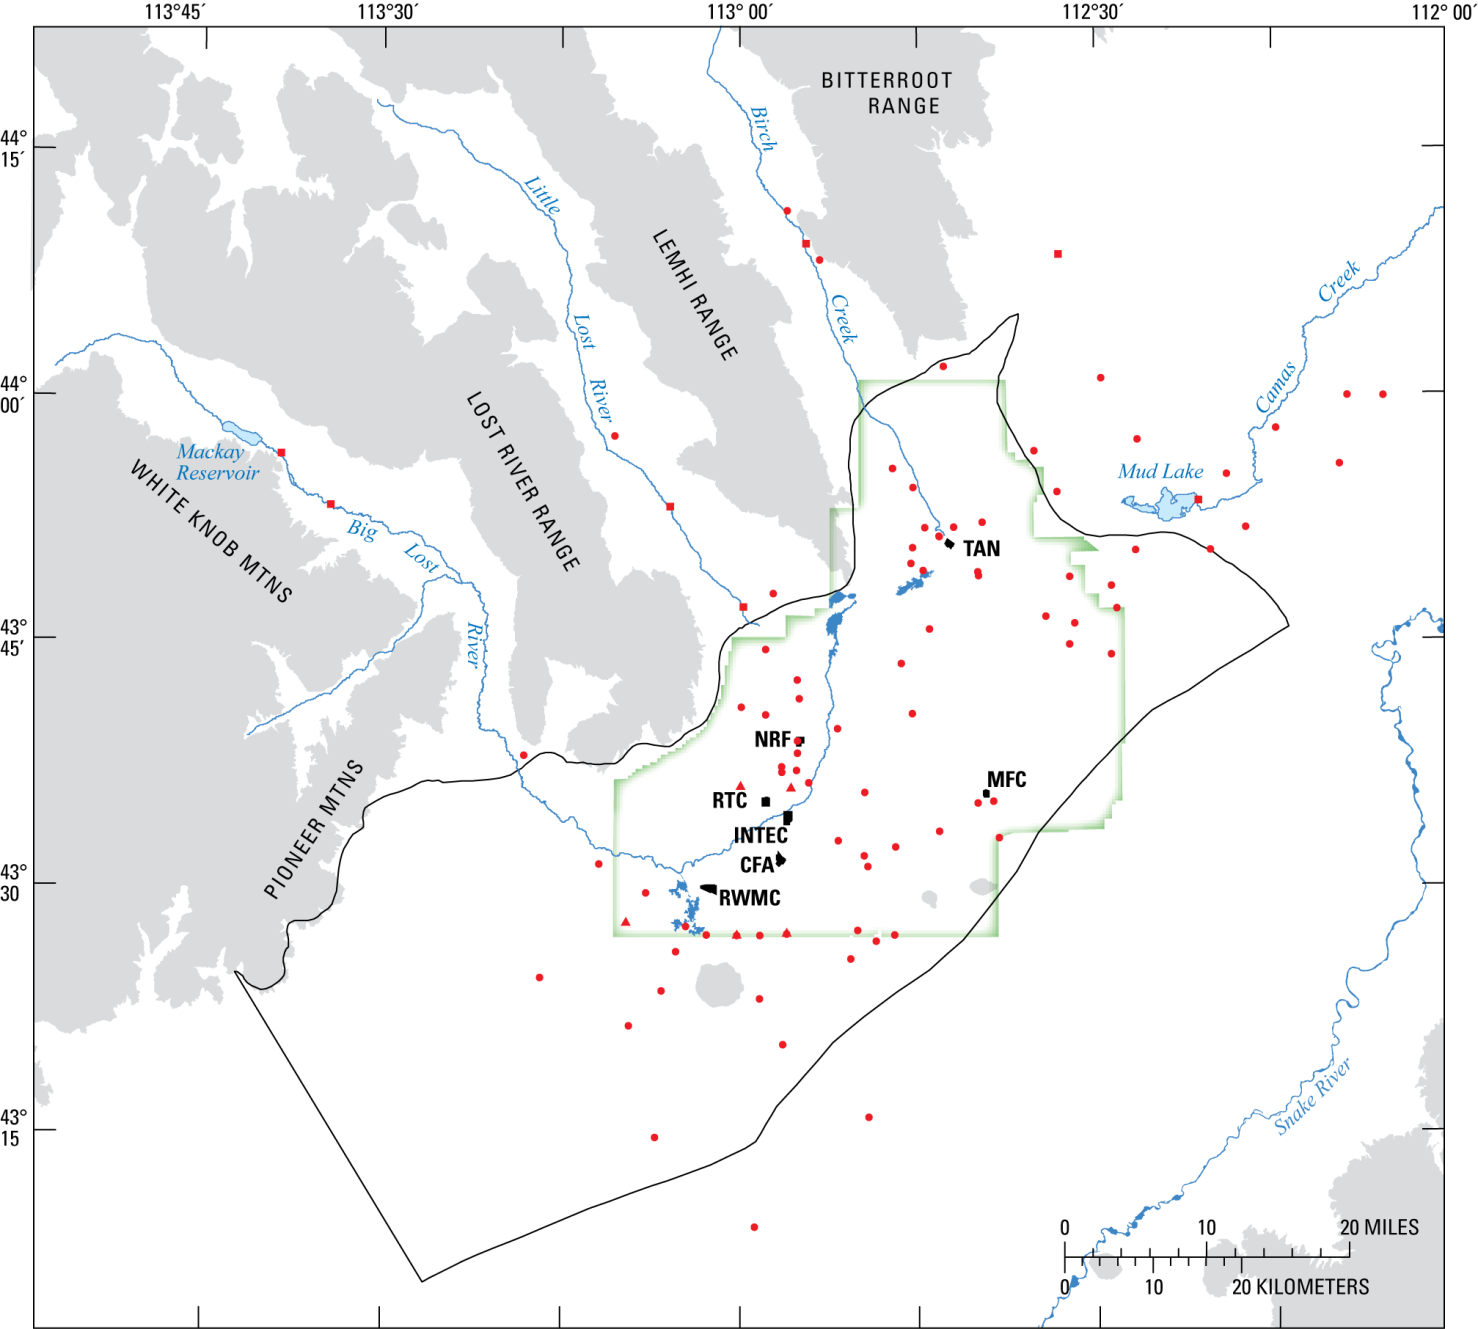 113°45′
113°30′
113° 00′
112°30′
112° 00′
BITTERROOT
RANGE
Birch
44°
15′
Little
LEMHI RANGE
Creek
Camas
Creek
Lost
River
44°
00′
LOST RIVER RANGE
Mackay
Reservoir
WHITE KNOB MTNS
Mud Lake
Big
Lost
River
TAN
43°
45′
NRF
MFC
RTC
INTEC
CFA
RWMC
PIONEER MTNS
43°
30
43°
15
Snake River
0
10
20 MILES
0
10
20 KILOMETERS